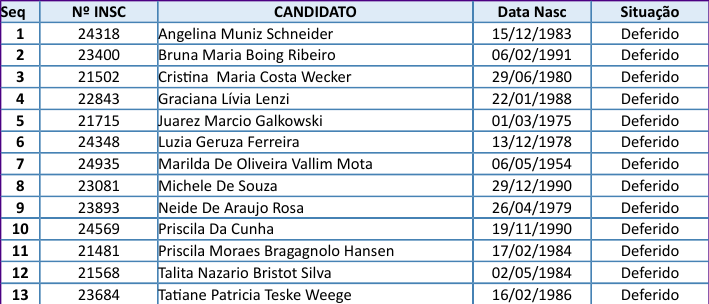 Seq Nº INSC CANDIDATO Data Nasc Situação
1 24318 Angelina Muniz Schneider 15/12/1983 Deferido
2 23400 Bruna Maria Boing Ribeiro 06/02/1991 Deferido
3 21502 Cristina  Maria Costa Wecker 29/06/1980 Deferido
4 22843 Graciana Lívia Lenzi 22/01/1988 Deferido
5 21715 Juarez Marcio Galkowski 01/03/1975 Deferido
6 24348 Luzia Geruza Ferreira 13/12/1978 Deferido
7 24935 Marilda De Oliveira Vallim Mota 06/05/1954 Deferido
8 23081 Michele De Souza 29/12/1990 Deferido
9 23893 Neide De Araujo Rosa 26/04/1979 Deferido
10 24569 Priscila Da Cunha 19/11/1990 Deferido
11 21481 Priscila Moraes Bragagnolo Hansen 17/02/1984 Deferido
12 21568 Talita Nazario Bristot Silva 02/05/1984 Deferido
13 23684 Tatiane Patricia Teske Weege 16/02/1986 Deferido